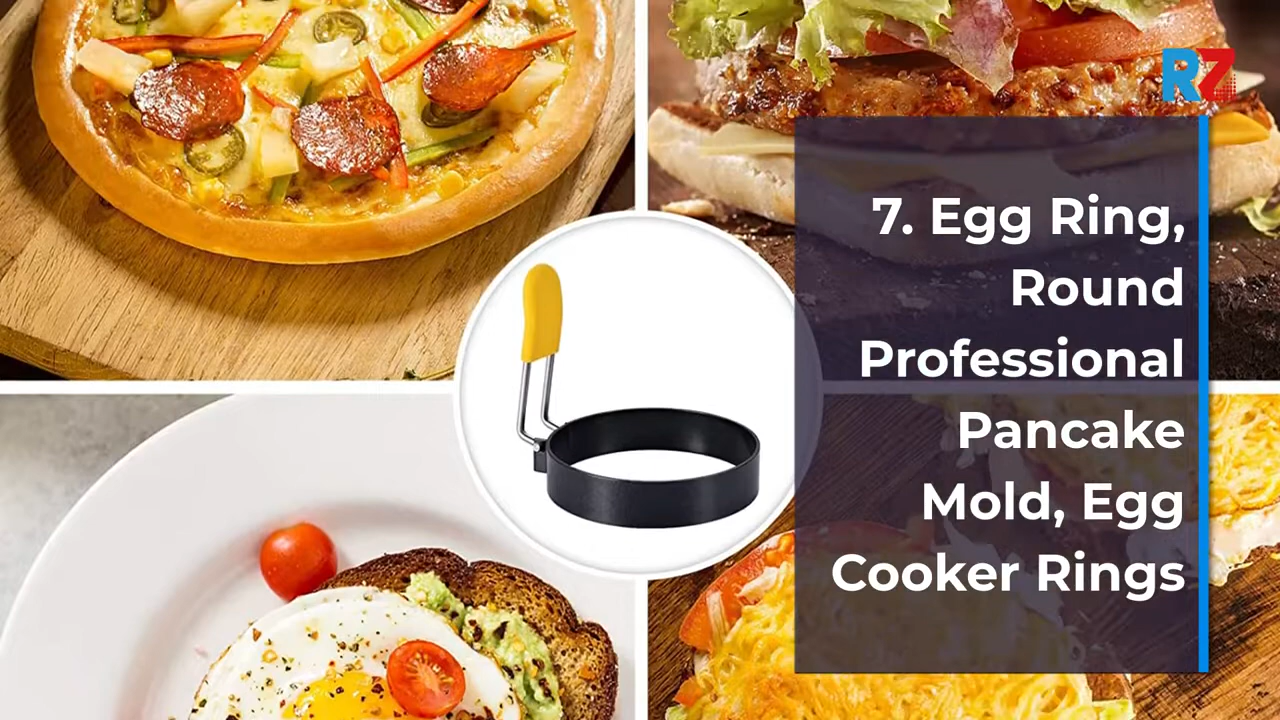 RZ
7. Egg Ring,
Round
Professional
Pancake
Mold, Egg
Cooker Rings